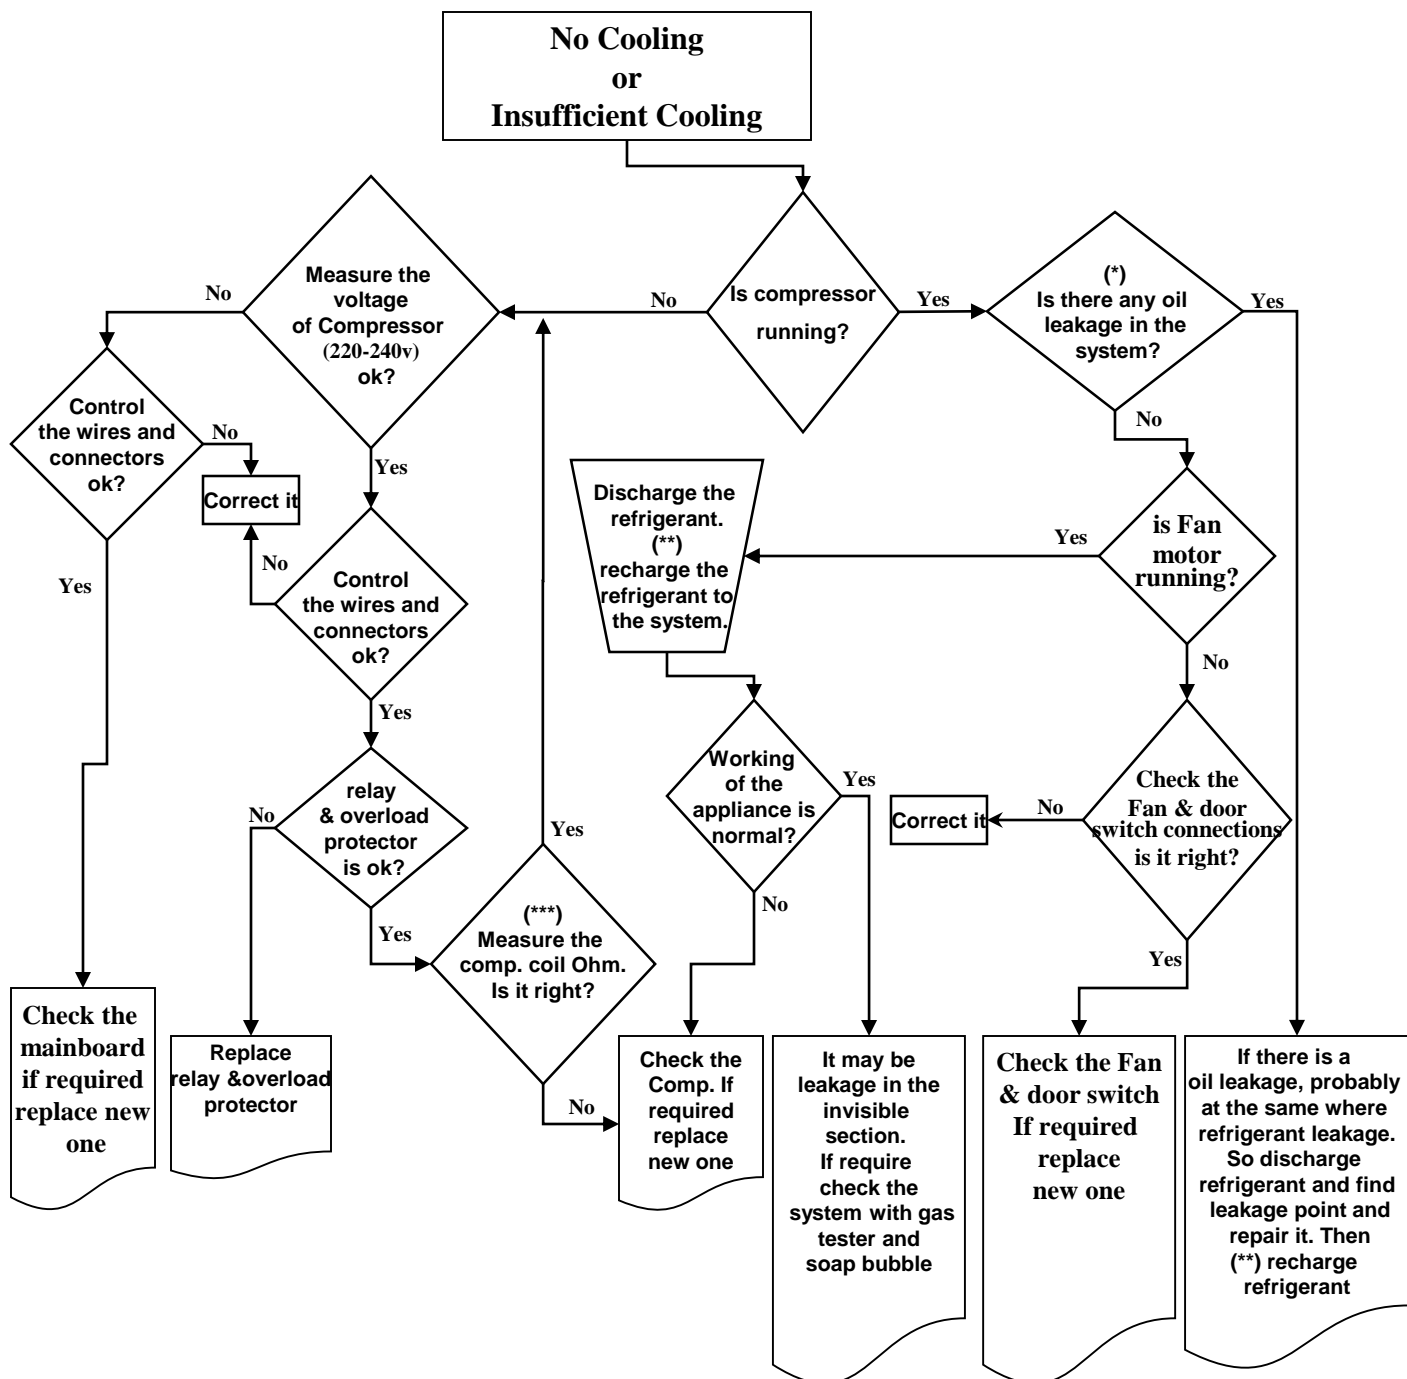 No Cooling
or
Insufficient Cooling
Measure the
voltage
of Compressor
(220-240v)
ok?
No
No
Is compressor
running?
Yes
(*)
Is there any oil
leakage in the
system?
Yes
Control
the wires and
connectors
ok?
No
Correct it
Yes
No
Discharge the
refrigerant.
(**)
recharge the
refrigerant to
the system.
Yes
is Fan
motor
running?
Yes
No
Control
the wires and
connectors
ok?
Yes
No
relay
& overload
protector
is ok?
No
Yes
Yes
Working
of the
appliance is
normal?
Yes
No
Correct it
No
Check the
Fan & door
switch connections
is it right?
Yes
(***)
Measure the
comp. coil Ohm.
Is it right?
No
Check the
mainboard
if required
replace new
one
Replace
relay &overload
protector
Check the
Comp. If
required
replace
new one
It may be
leakage in the
invisible
section.
If require
check the
system with gas
tester and
soap bubble
Check the Fan
& door switch
If required
replace
new one
If there is a
oil leakage, probably
at the same where
refrigerant leakage.
So discharge
refrigerant and find
leakage point and
repair it. Then
(**) recharge
refrigerant